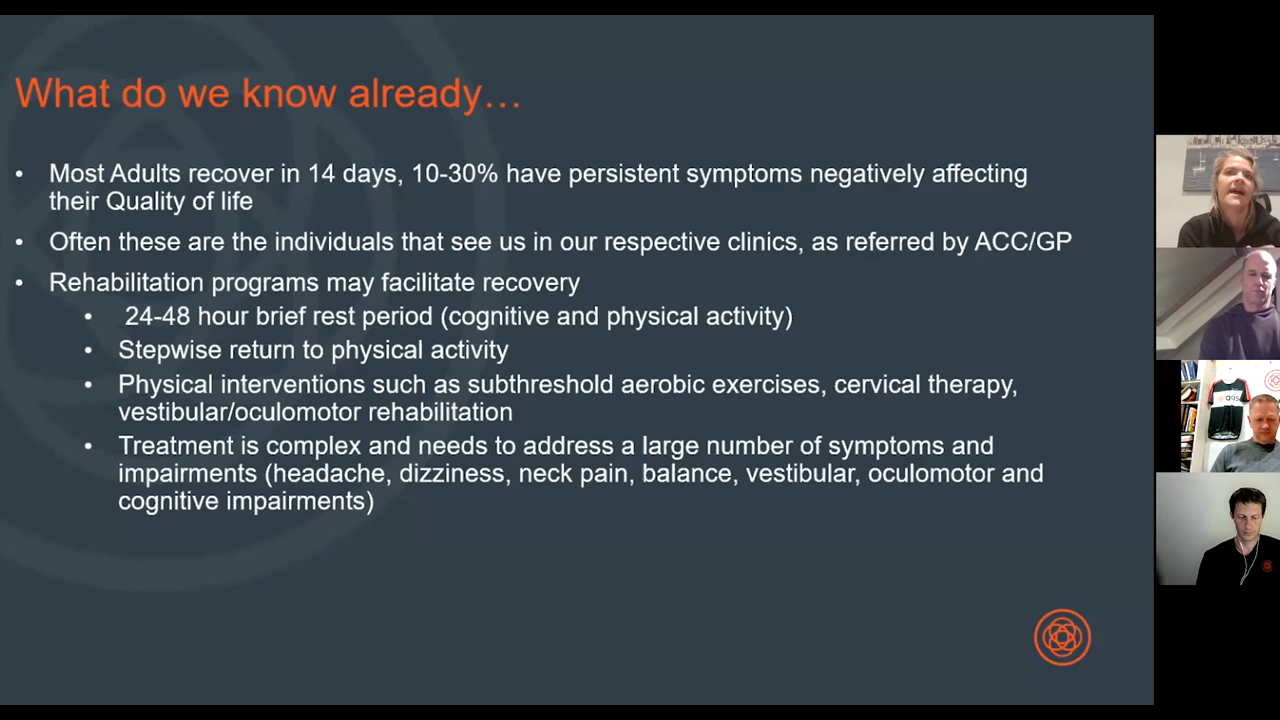 What do we know already…
• Most Adults recover in 14 days, 10-30% have persistent symptoms negatively affecting
their Quality of life
• Often these are the individuals that see us in our respective clinics, as referred by ACC/GP
• Rehabilitation programs may facilitate recovery
• 24-48 hour brief rest period (cognitive and physical activity)
• Stepwise return to physical activity
• Physical interventions such as subthreshold aerobic exercises, cervical therapy,
vestibular/oculomotor rehabilitation
• Treatment is complex and needs to address a large number of symptoms and
impairments (headache, dizziness, neck pain, balance, vestibular, oculomotor and
cognitive impairments)